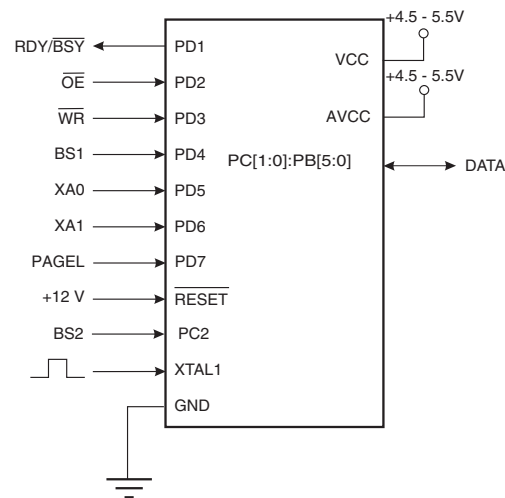 +4.5 - 5.5V
RDY/BSY PD1
VCC
OE PD2
+4.5 - 5.5V
WR PD3
AVCC
BS1 PD4
PC[1:0]:PB[5:0] DATA
XA0 PD5
XA1 PD6
PAGEL PD7
+12 V RESET
BS2 PC2
XTAL1
GND